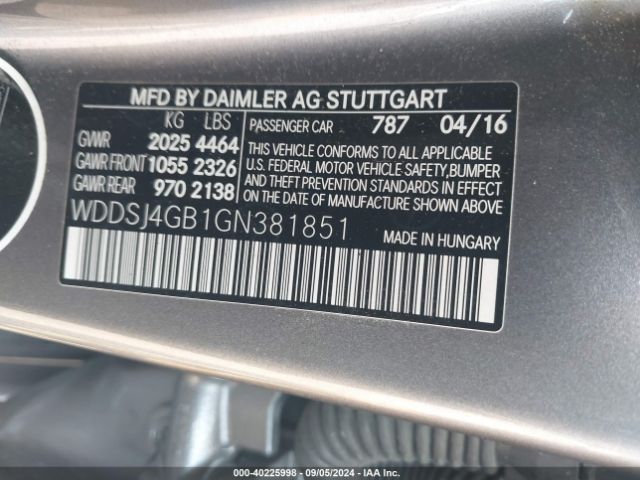 MFD BY DAIMLER AG STUTTGART
KG LBS
GVWR 2025 4464
GAWR FRONT 1055 2326
GAWR REAR 970 2138
PASSENGER CAR 787 04/16
THIS VEHICLE CONFORMS TO ALL APPLICABLE
U.S. FEDERAL MOTOR VEHICLE SAFETY, BUMPER
AND THEFT PREVENTION STANDARDS IN EFFECT
ON THE DATE OF MANUFACTURE SHOWN ABOVE
WDDSJ4GB1GN381851
MADE IN HUNGARY
000-40225998 - 09/05/2024 - IAA Inc.